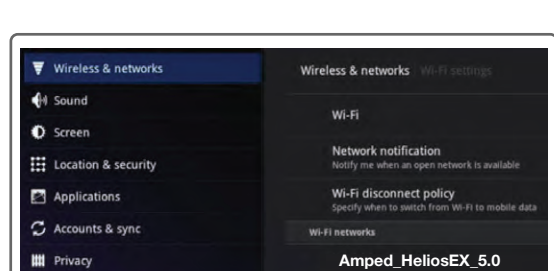 Wireless & networks
Sound
Screen
Location & security
Applications
Accounts & sync
Privacy
Wireless & networks Wi-Fi settings
Wi-Fi
Network notification
Notify me when an open network is available
Wi-Fi disconnect policy
Specify when to switch from Wi-Fi to mobile data
Wi-Fi networks
Amped_HeliosEX_5.0